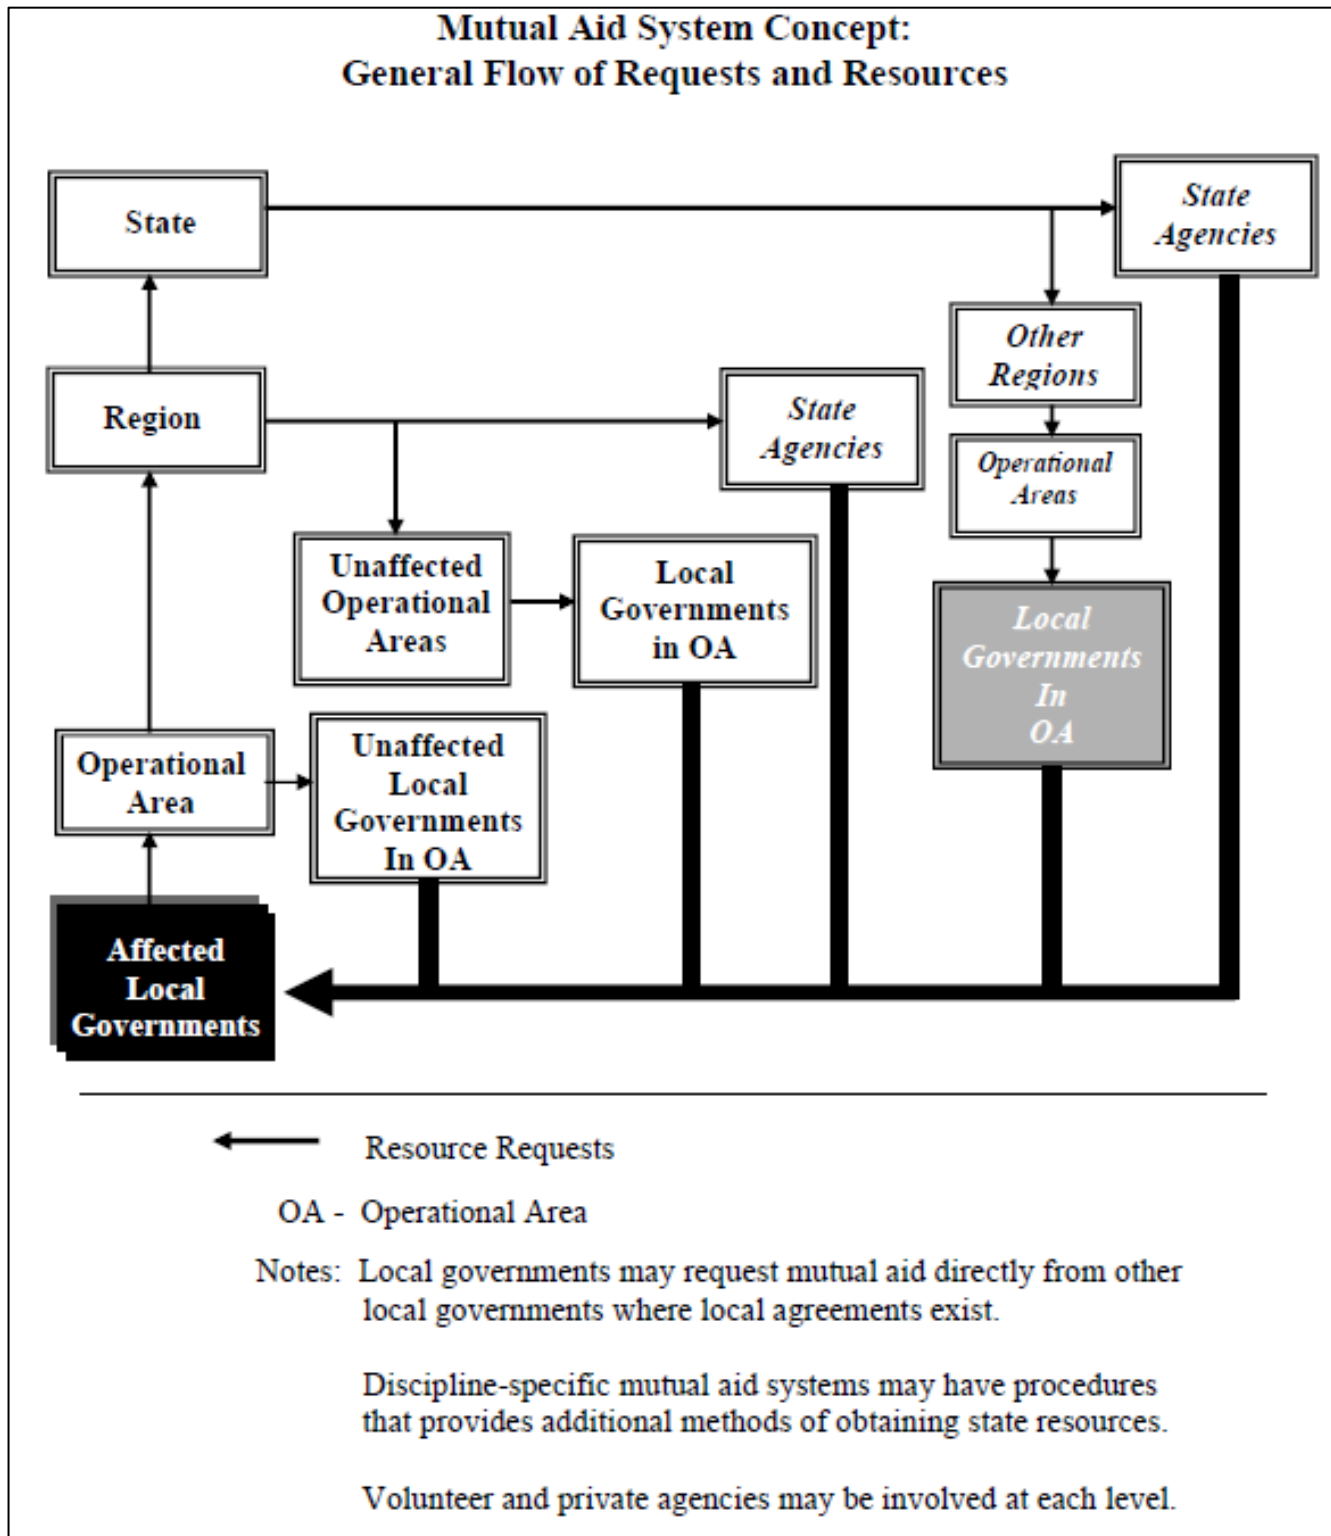 Mutual Aid System Concept:
General Flow of Requests and Resources
State
State
Agencies
Other
Regions
Region
State
Agencies
Operational
Areas
Unaffected
Operational
Areas
Local
Governments
in OA
Local
Governments
In
OA
Operational
Area
Unaffected
Local
Governments
In OA
Affected
Local
Governments
Resource Requests
OA - Operational Area
Notes: Local governments may request mutual aid directly from other
local governments where local agreements exist.
Discipline-specific mutual aid systems may have procedures
that provides additional methods of obtaining state resources.
Volunteer and private agencies may be involved at each level.